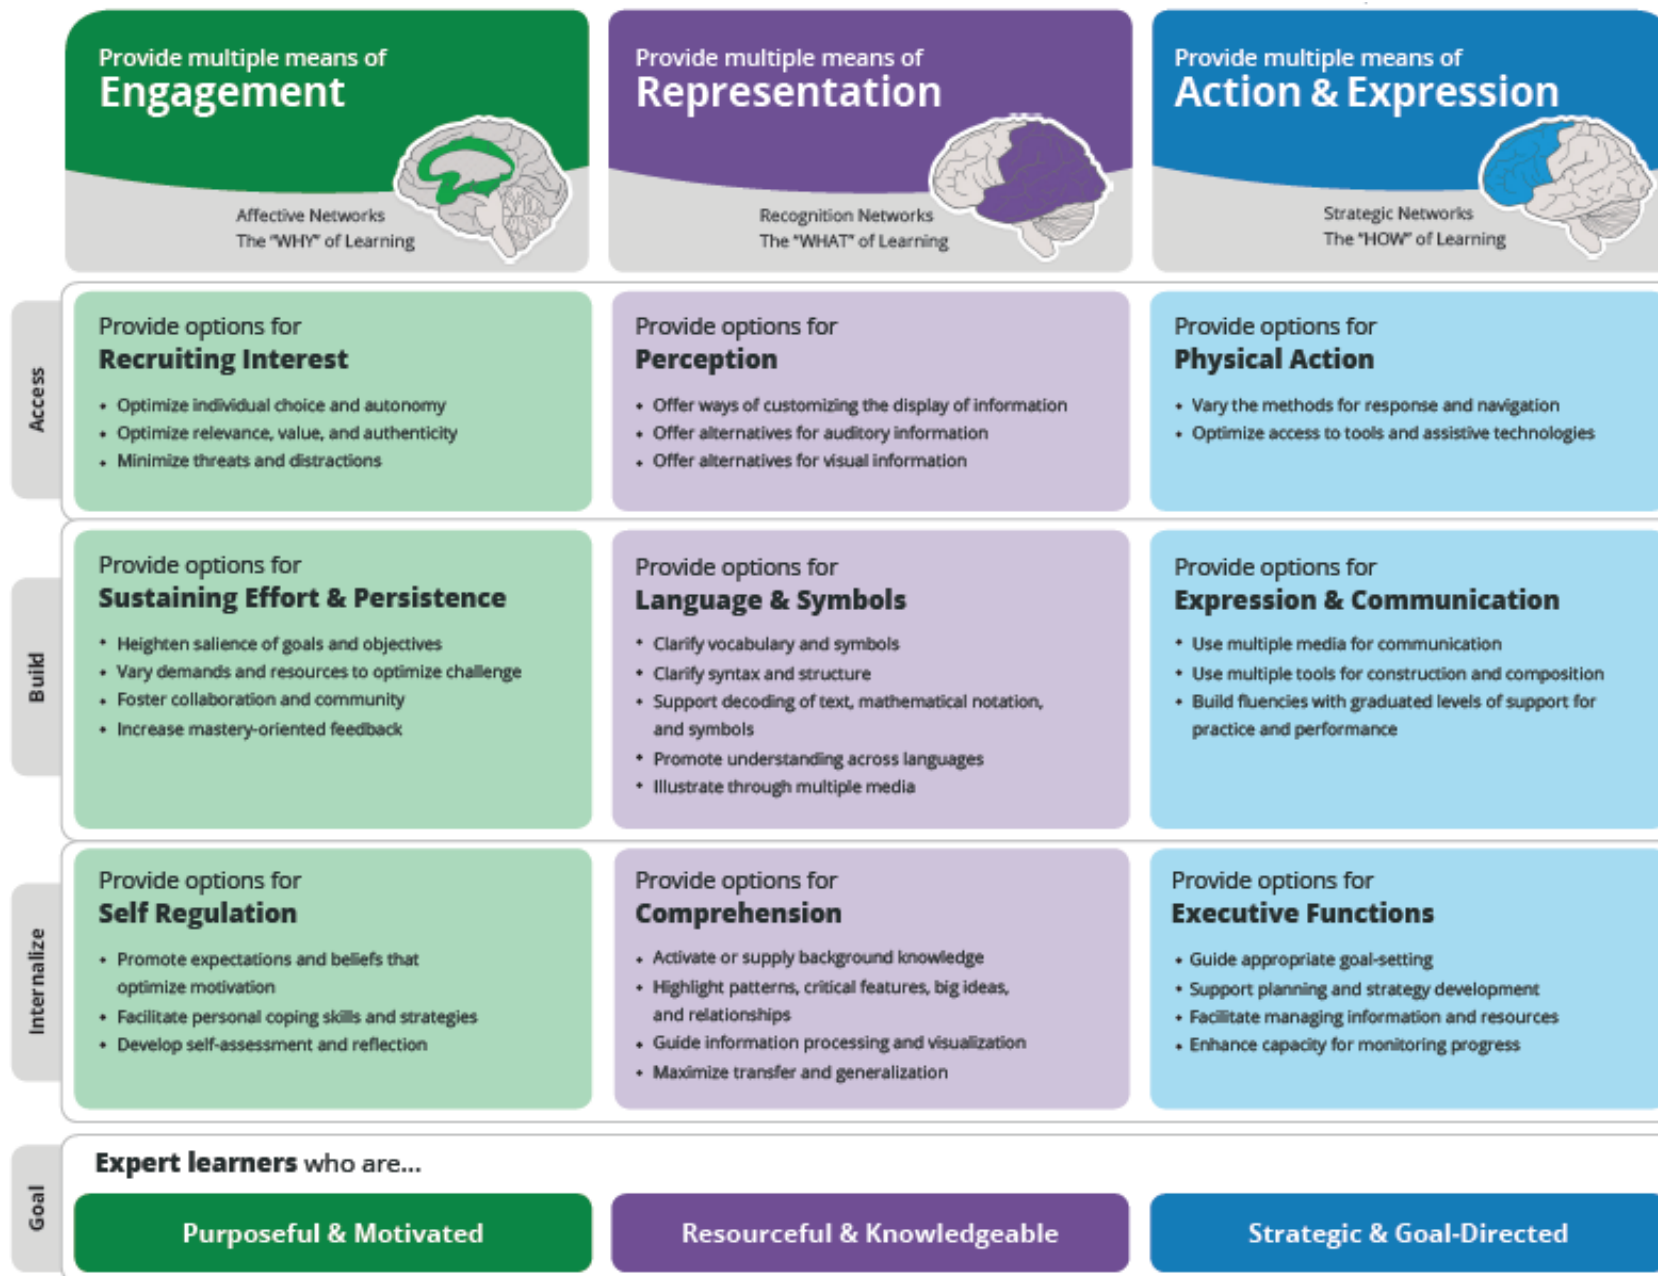 Provide multiple means of
Engagement
Affective Networks
The “WHY” of Learning
Provide multiple means of
Representation
Recognition Networks
The “WHAT” of Learning
Provide multiple means of
Action & Expression
Strategic Networks
The “HOW” of Learning
Access
Provide options for
Recruiting Interest
• Optimize individual choice and autonomy
• Optimize relevance, value, and authenticity
• Minimize threats and distractions
Provide options for
Perception
• Offer ways of customizing the display of information
• Offer alternatives for auditory information
• Offer alternatives for visual information
Provide options for
Physical Action
• Vary the methods for response and navigation
• Optimize access to tools and assistive technologies
Build
Provide options for
Sustaining Effort & Persistence
• Heighten salience of goals and objectives
• Vary demands and resources to optimize challenge
• Foster collaboration and community
• Increase mastery-oriented feedback
Provide options for
Language & Symbols
• Clarify vocabulary and symbols
• Clarify syntax and structure
• Support decoding of text, mathematical notation,
and symbols
• Promote understanding across languages
• Illustrate through multiple media
Provide options for
Expression & Communication
• Use multiple media for communication
• Use multiple tools for construction and composition
• Build fluencies with graduated levels of support for
practice and performance
Internalize
Provide options for
Self Regulation
• Promote expectations and beliefs that
optimize motivation
• Facilitate personal coping skills and strategies
• Develop self-assessment and reflection
Provide options for
Comprehension
• Activate or supply background knowledge
• Highlight patterns, critical features, big ideas,
and relationships
• Guide information processing and visualization
• Maximize transfer and generalization
Provide options for
Executive Functions
• Guide appropriate goal-setting
• Support planning and strategy development
• Facilitate managing information and resources
• Enhance capacity for monitoring progress
Goal
Expert learners who are...
Purposeful & Motivated
Resourceful & Knowledgeable
Strategic & Goal-Directed